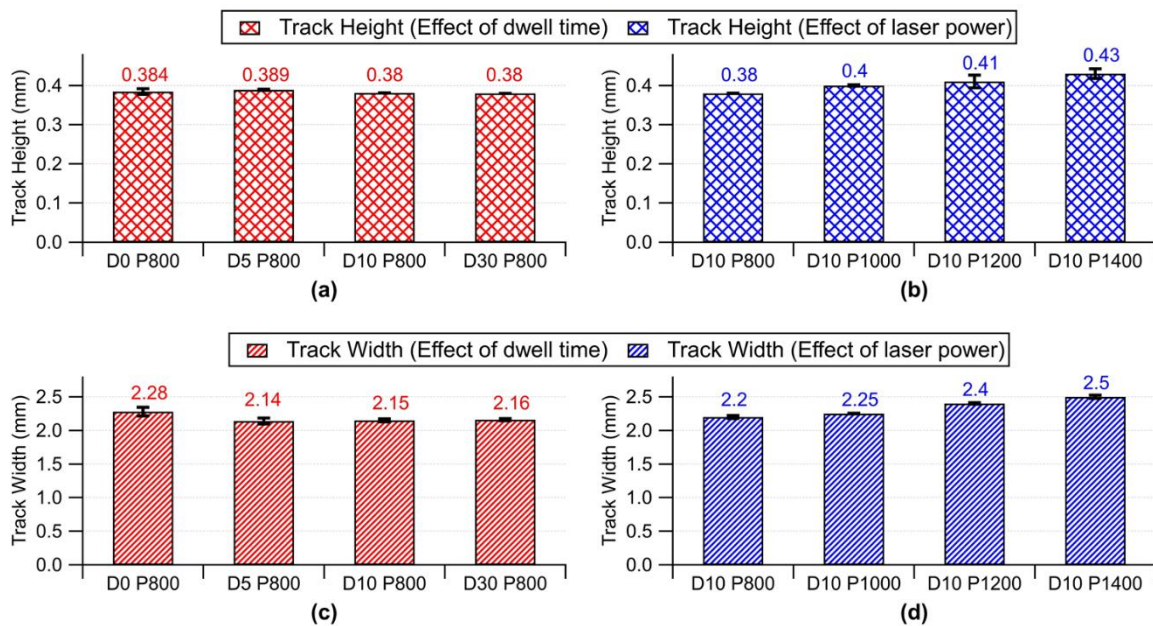 Track Height (Effect of dwell time) Track Height (Effect of laser power)
Track Height (mm)
0.4
0.3
0.2
0.1
0.0
0.384 0.389 0.38 0.38
D0 P800 D5 P800 D10 P800 D30 P800
(a)
Track Height (mm)
0.4
0.3
0.2
0.1
0.0
0.38 0.4 0.41 0.43
D10 P800 D10 P1000 D10 P1200 D10 P1400
(b)
Track Width (Effect of dwell time) Track Width (Effect of laser power)
Track Width (mm)
2.5
2.0
1.5
1.0
0.5
0.0
2.28 2.14 2.15 2.16
D0 P800 D5 P800 D10 P800 D30 P800
(c)
Track Width (mm)
2.5
2.0
1.5
1.0
0.5
0.0
2.2 2.25 2.4 2.5
D10 P800 D10 P1000 D10 P1200 D10 P1400
(d)